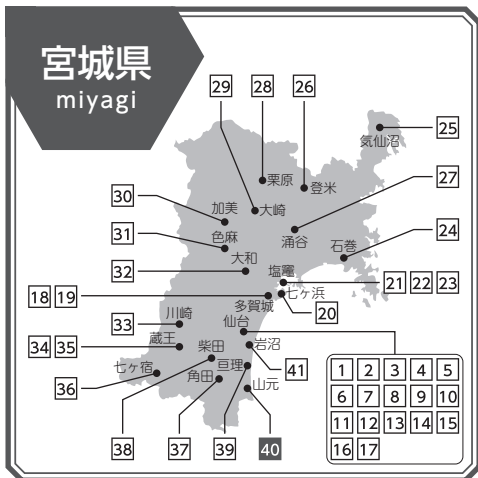 宮城県
miyagi
29 28 26
25
気仙沼
栗原
登米
27
30
加美
大崎
31
色麻
涌谷
石巻
24
大和
32
塩竈
21 22 23
18 19
多賀城
七ヶ浜
20
川崎
仙台
33
蔵王
34 35
柴田
岩沼
41
七ヶ宿
亘理
36
角田
山元
1 2 3 4 5
6 7 8 9 10
11 12 13 14 15
16 17
38 37 39 40